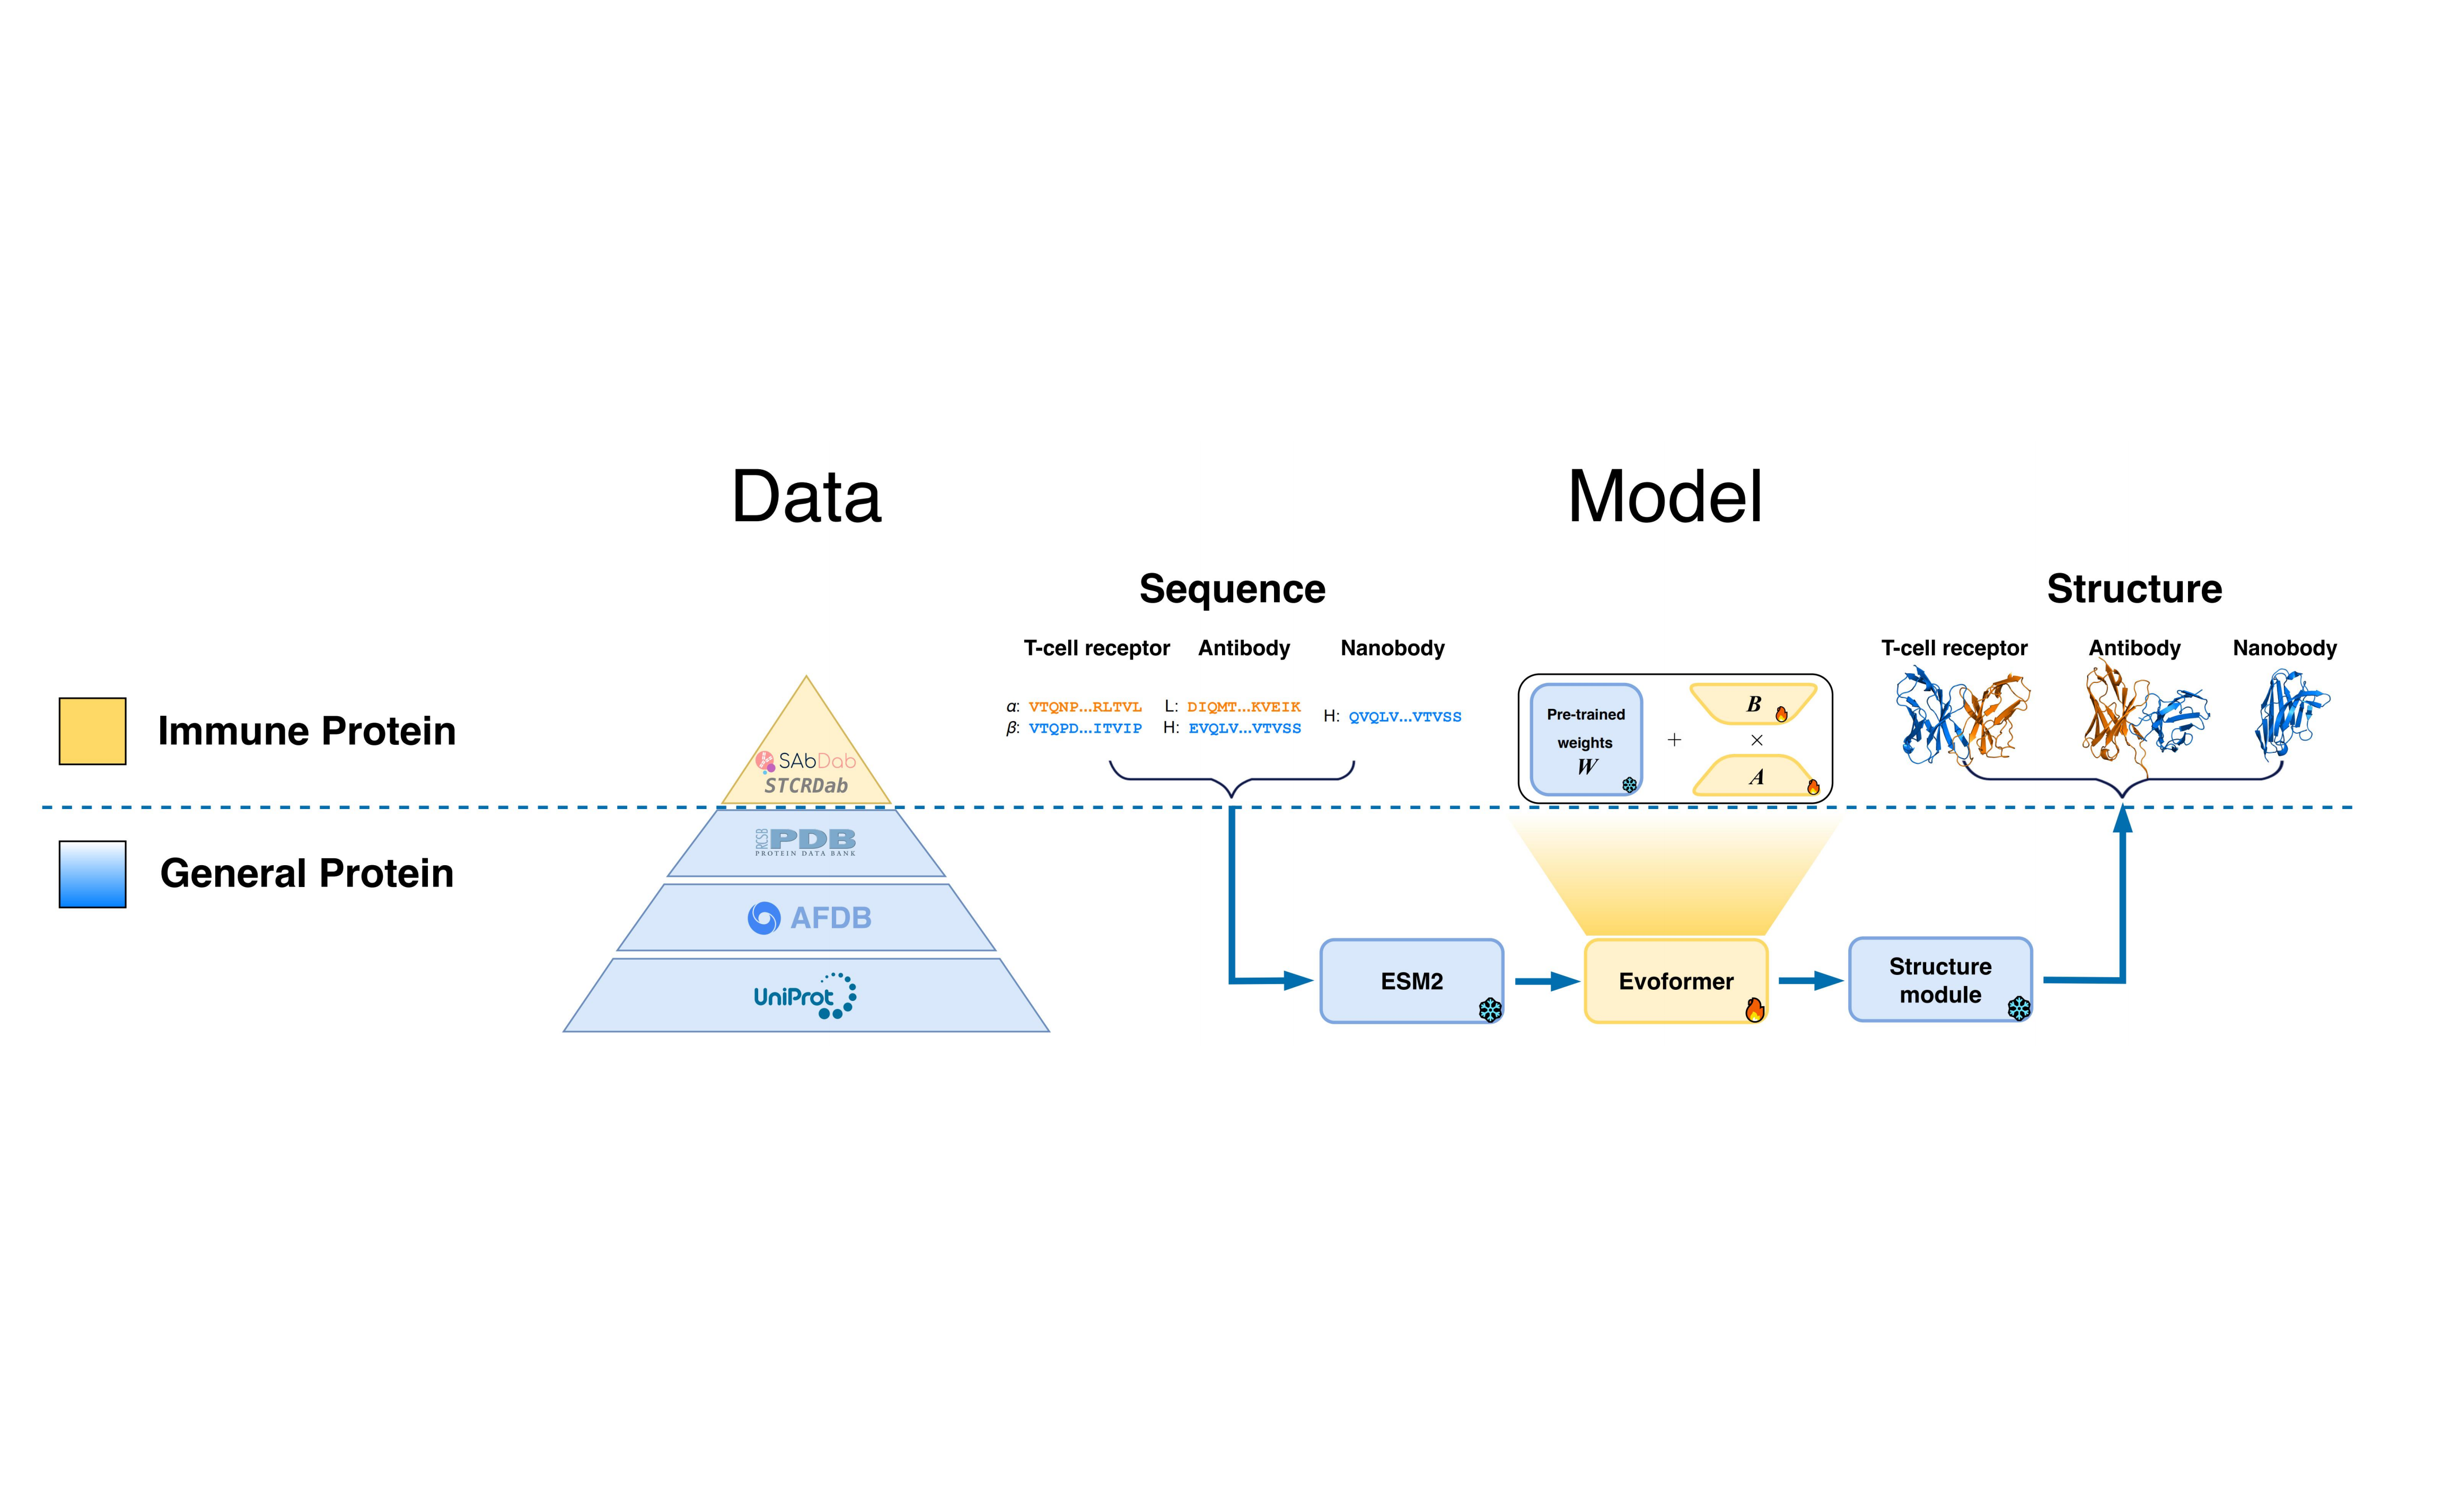 Data
Model
Sequence
Structure
T-cell receptor
Antibody
Nanobody
T-cell receptor
Antibody
Nanobody
α: VTQNP...RLTVL
β: VTQPD...ITVIP
L: DIQMT...KVEIK
H: EVQLV...VTVSS
H: QVQLV...VTVSS
Pre-trained
weights
W
+
B
×
A
Immune Protein
General Protein
SAbDab
STCRDab
RCSB
PDB
PROTEIN DATA BANK
AFDB
UniProt
ESM2
Evoformer
Structure
module